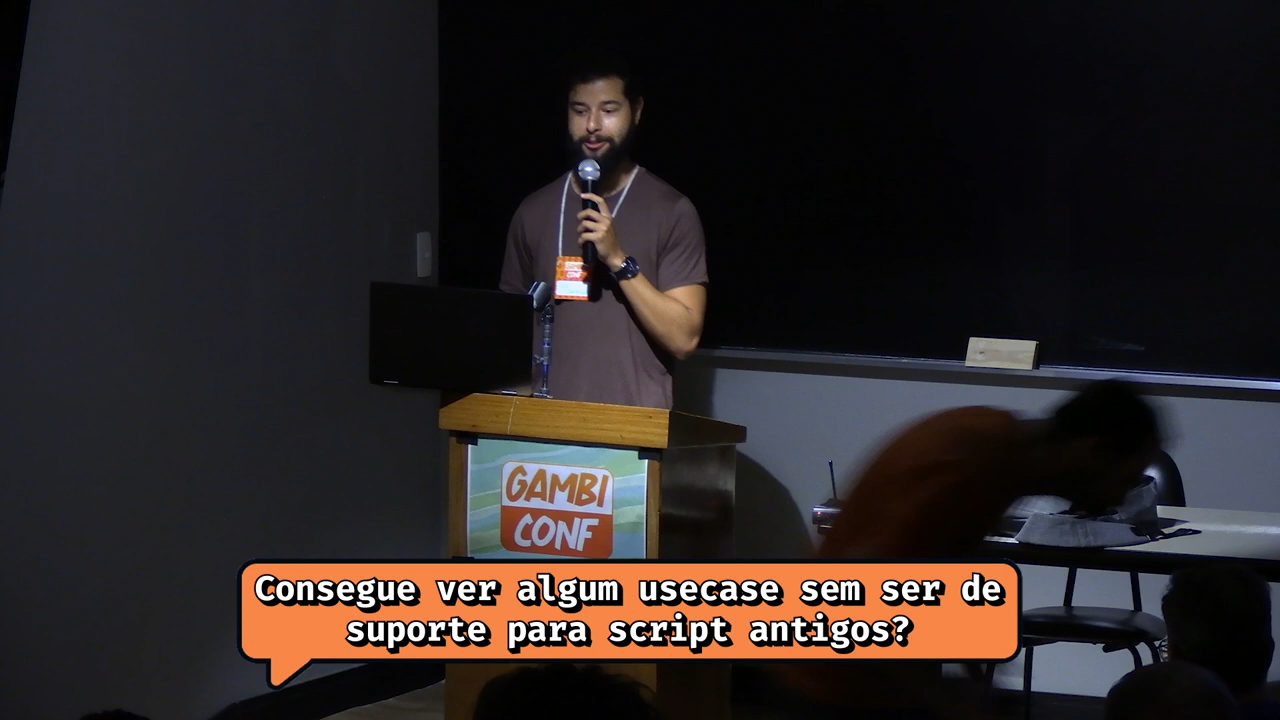 GAMBI
CONF
Consegue ver algum usecase sem ser de
suporte para script antigos?